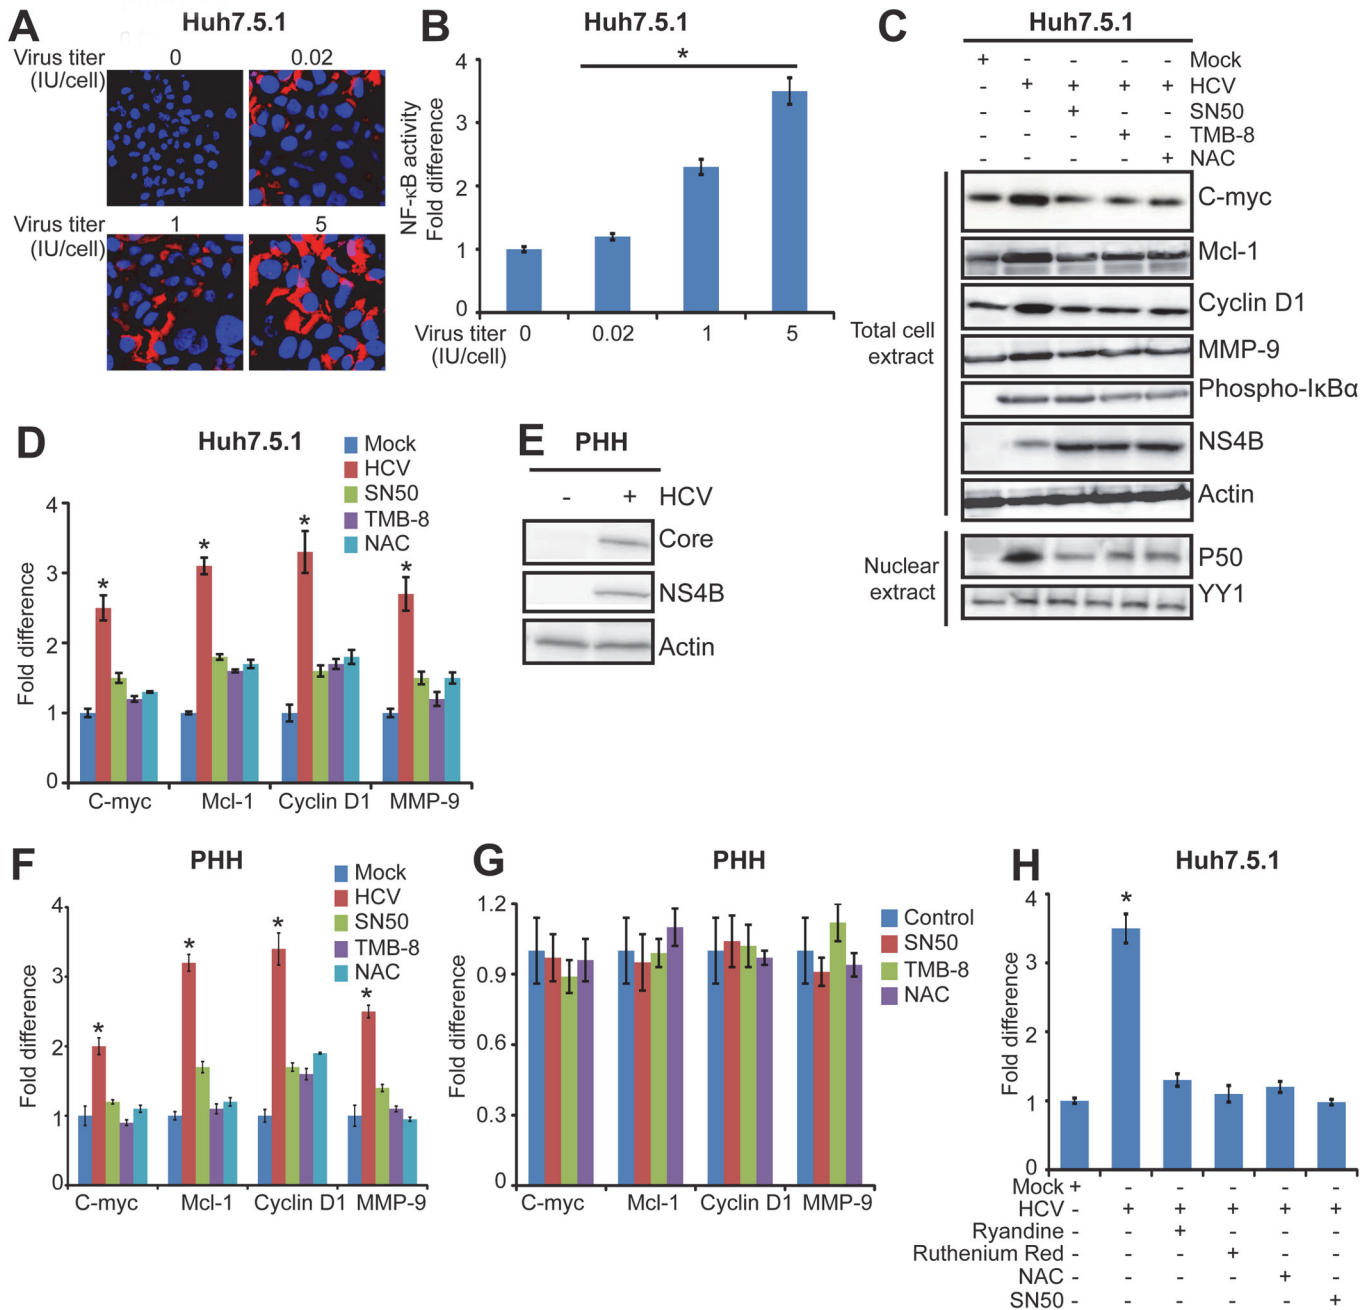 A
Huh7.5.1
Virus titer
(IU/cell)
0
0.02
Virus titer
(IU/cell)
1
5
B
Huh7.5.1
NF-κB activity
Fold difference
4
3
2
1
0
*
Virus titer
(IU/cell)
0
0.02
1
5
C
Huh7.5.1
+ - - - - Mock
- + + + + HCV
- - + - - SN50
- - - + - TMB-8
- - - - + NAC
Total cell
extract
C-myc
Mcl-1
Cyclin D1
MMP-9
Phospho-IκBα
NS4B
Actin
Nuclear
extract
P50
YY1
D
Huh7.5.1
Mock
HCV
SN50
TMB-8
NAC
Fold difference
4
3
2
1
0
* * * *
C-myc Mcl-1 Cyclin D1 MMP-9
E
PHH
- + HCV
Core
NS4B
Actin
F
PHH
Mock
HCV
SN50
TMB-8
NAC
Fold difference
4
3
2
1
0
* * * *
C-myc Mcl-1 Cyclin D1 MMP-9
G
PHH
Control
SN50
TMB-8
NAC
Fold difference
1.2
0.9
0.6
0.3
0
C-myc Mcl-1 Cyclin D1 MMP-9
H
Huh7.5.1
Fold difference
4
3
2
1
0
*
Mock + - - - - -
HCV - + + + + +
Ryandine - - + - - -
Ruthenium Red - - - + - -
NAC - - - - + -
SN50 - - - - - +